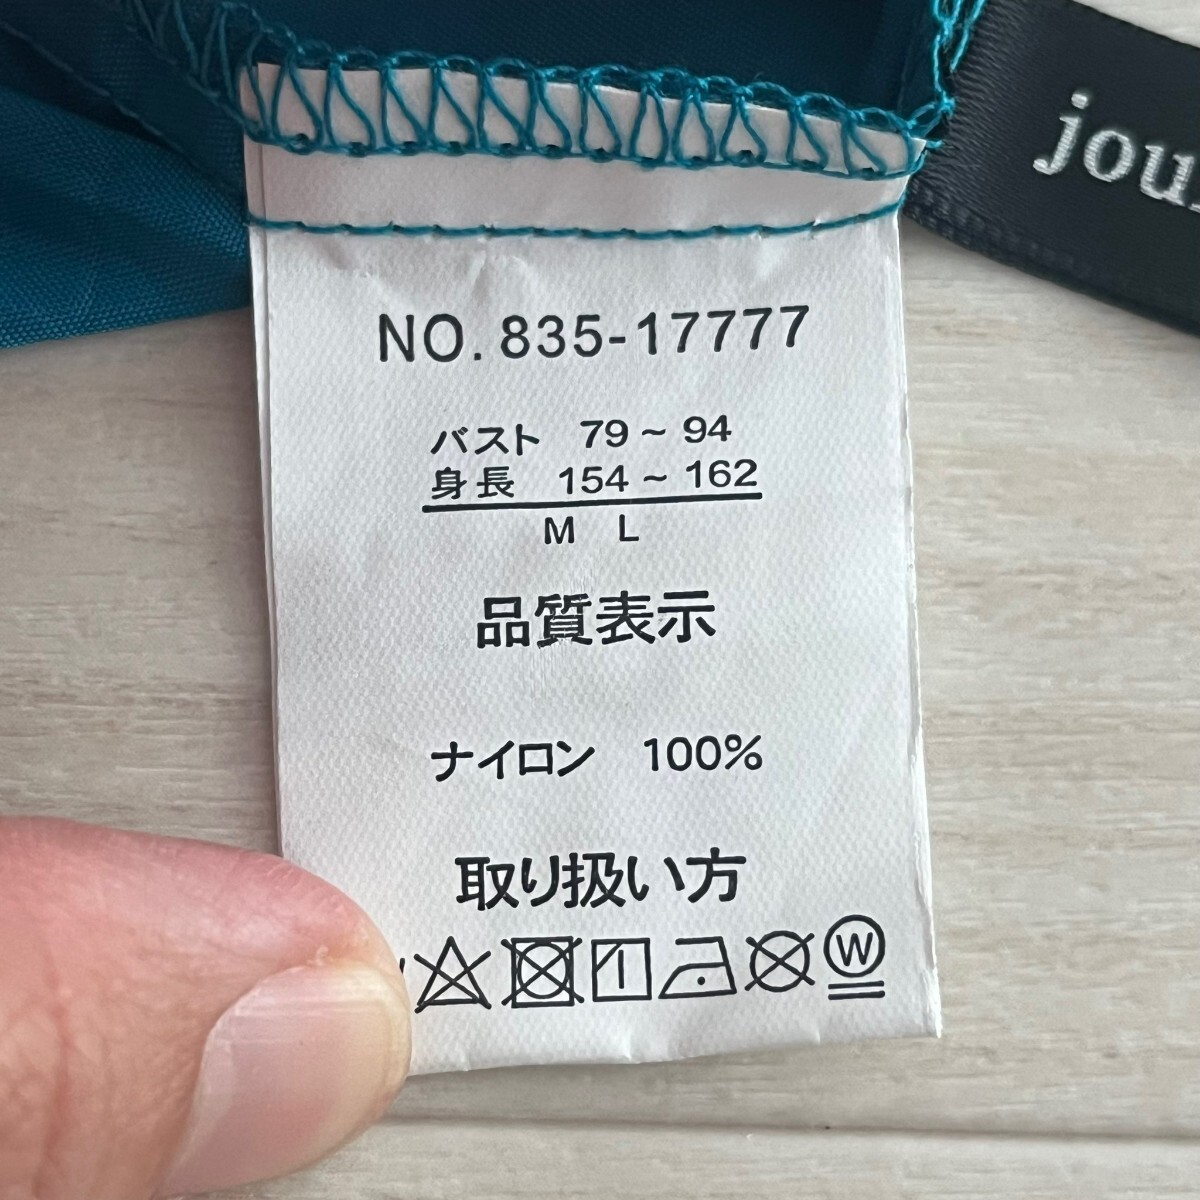 NO. 835-17777
バスト 79 ~ 94
身長 154 ~ 162
M L
品質表示
ナイロン 100%
取り扱い方
W